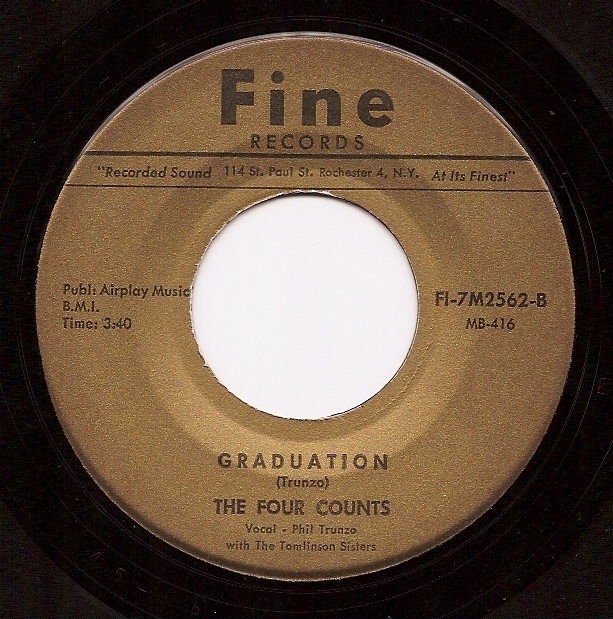 Fine
RECORDS
"Recorded Sound 114 St. Paul St. Rochester 4, N.Y. At Its Finest"
Publ: Airplay Music
B.M.I.
Time: 3:40
FI-7M2562-B
MB-416
GRADUATION
(Trunzo)
THE FOUR COUNTS
Vocal - Phil Trunzo
with The Tomlinson Sisters